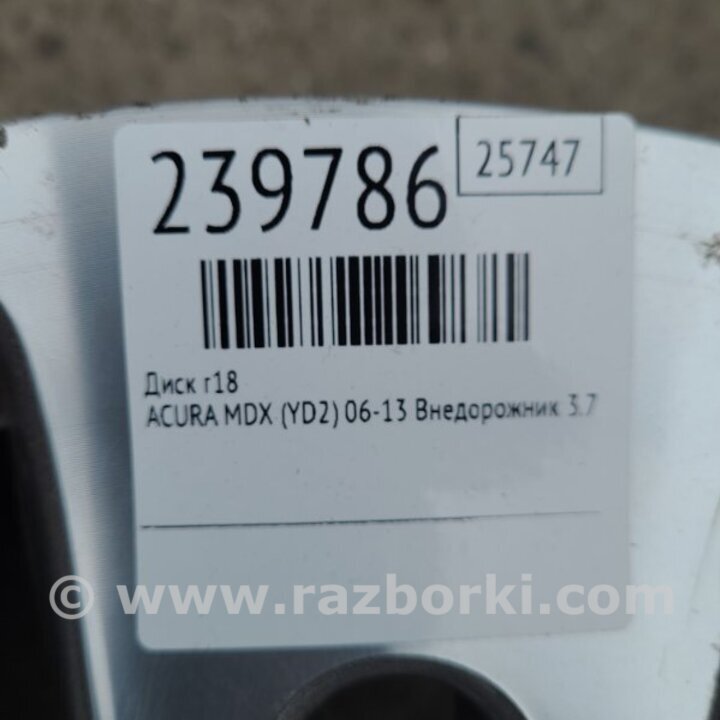 239786
25747
Диск r18
ACURA MDX (YD2) 06-13 Внедорожник 3.7
© www.razborki.com